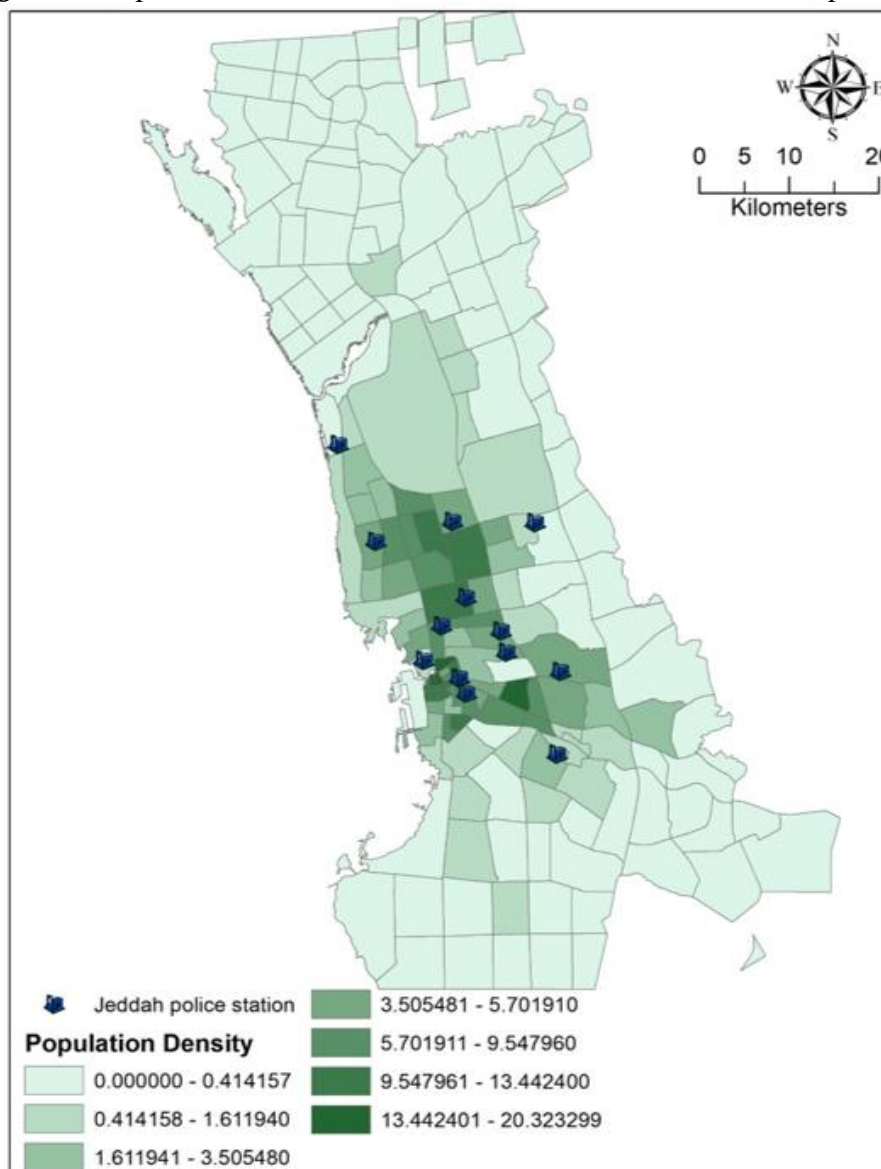 N
W E
S
0 5 10 20
Kilometers
Jeddah police station
Population Density
0.000000 - 0.414157
0.414158 - 1.611940
1.611941 - 3.505480
3.505481 - 5.701910
5.701911 - 9.547960
9.547961 - 13.442400
13.442401 - 20.323299